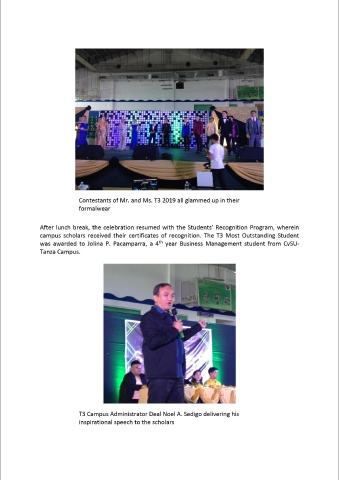 Contestants of Mr. and Ms. T3 2019 all glammed up in their
formalwear
After lunch break, the celebration resumed with the Students' Recognition Program, wherein
campus scholars received their certificates of recognition. The T3 Most Outstanding Student
was awarded to Jolina P. Pacamparra, a 4th year Business Management student from CvSU-
Tanza Campus.
T3 Campus Administrator Deal Noel A. Sedigo delivering his
inspirational speech to the scholars